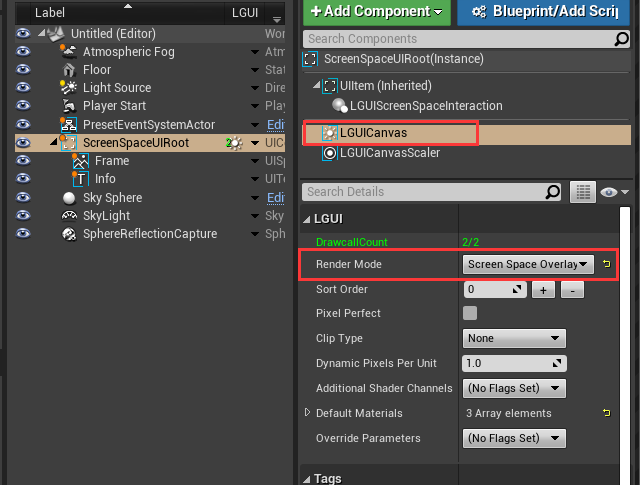 Label
LGUI
Untitled (Editor)
Atmospheric Fog
Atm
Floor
Stat
Light Source
Dire
Player Start
Play
PresetEventSystemActor
Edit
ScreenSpaceUIRoot
2
UIC
Frame
UISp
Info
UITe
Sky Sphere
Edit
SkyLight
Sky
SphereReflectionCapture
Sph
+ Add Component
Blueprint/Add Scrip
Search Components
ScreenSpaceUIRoot(Instance)
UIItem (Inherited)
LGUIScreenSpaceInteraction
LGUICanvas
LGUICanvasScaler
Search Details
LGUI
DrawcallCount 2/2
Render Mode Screen Space Overlay
Sort Order 0 + -
Pixel Perfect
Clip Type None
Dynamic Pixels Per Unit 1.0
Additional Shader Channels (No Flags Set)
Default Materials 3 Array elements
Override Parameters (No Flags Set)
Tags